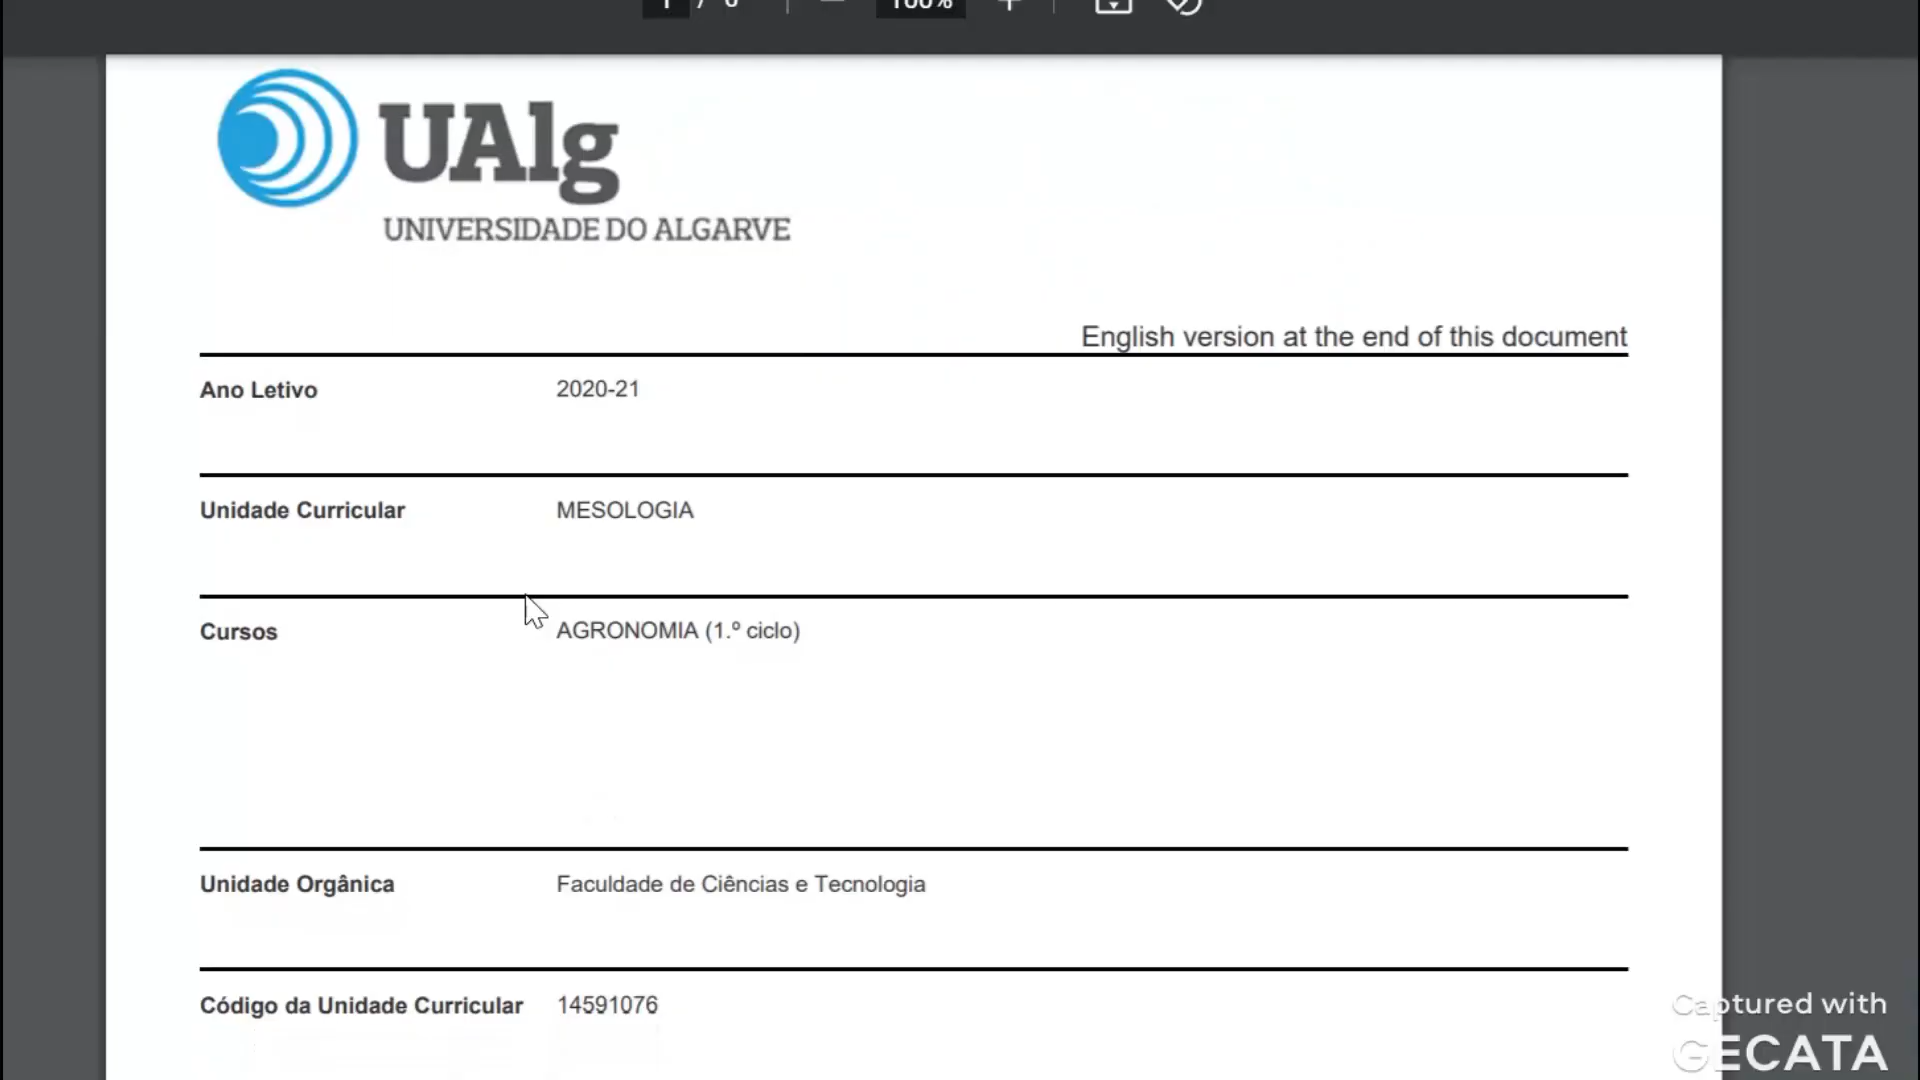 100%
UAlg
UNIVERSIDADE DO ALGARVE
English version at the end of this document
Ano Letivo 2020-21
Unidade Curricular MESOLOGIA
Cursos AGRONOMIA (1.º ciclo)
Unidade Orgânica Faculdade de Ciências e Tecnologia
Código da Unidade Curricular 14591076
Captured with
GECATA